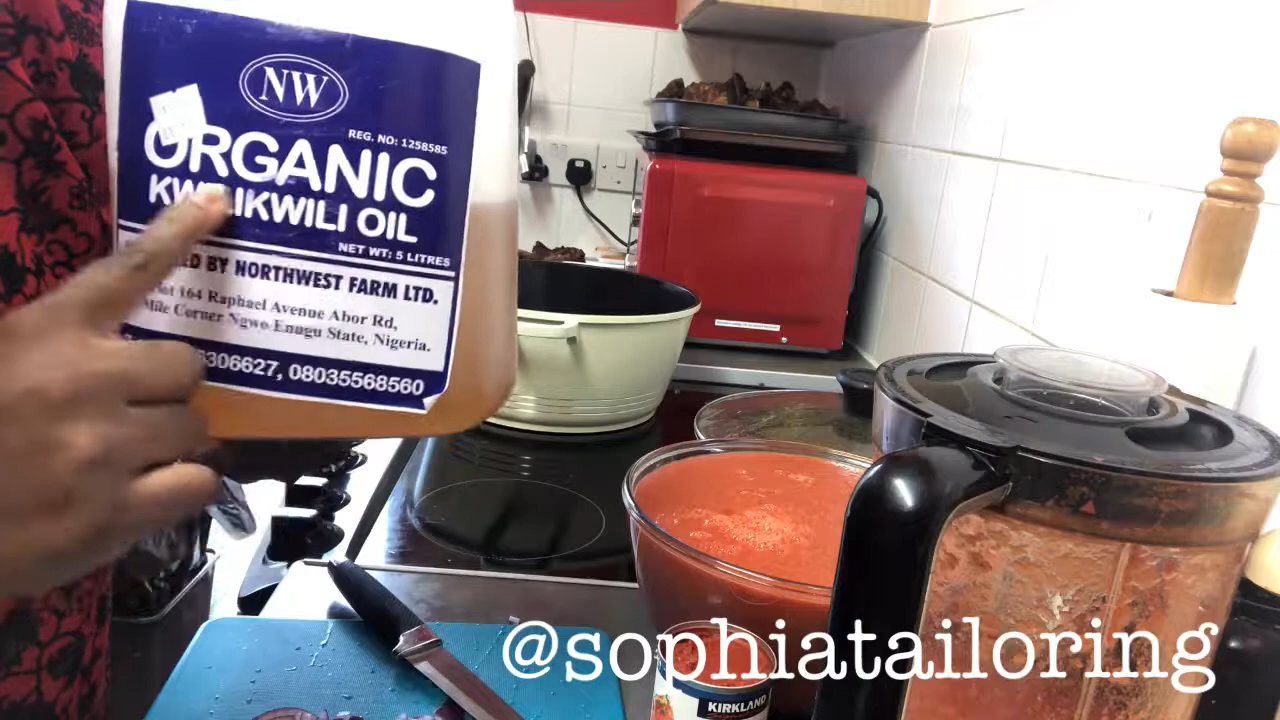 NW
REG. NO: 1258585
ORGANIC
OIL
NET WT: 5 LITRES
BY NORTHWEST FARM LTD.
164 Raphael Avenue Abor Rd,
Mile Corner Ngwo Enugu State, Nigeria.
306627, 08035568560
@sophiatailoring
KIRKLAND